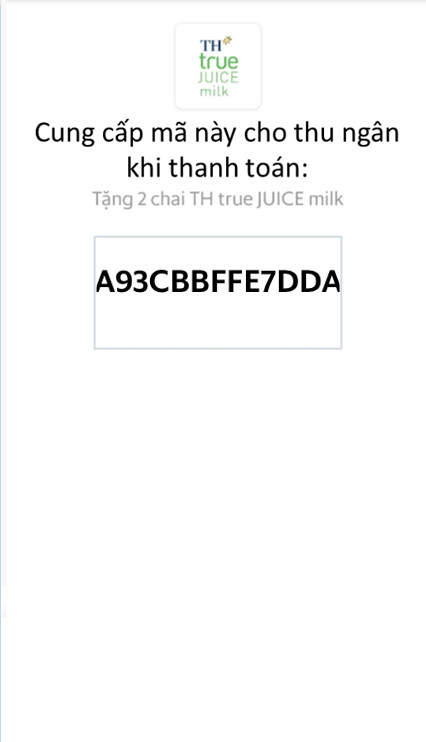 TH
true
JUICE
milk
Cung cấp mã này cho thu ngân
khi thanh toán:
Tặng 2 chai TH true JUICE milk
A93CBBFFE7DDA